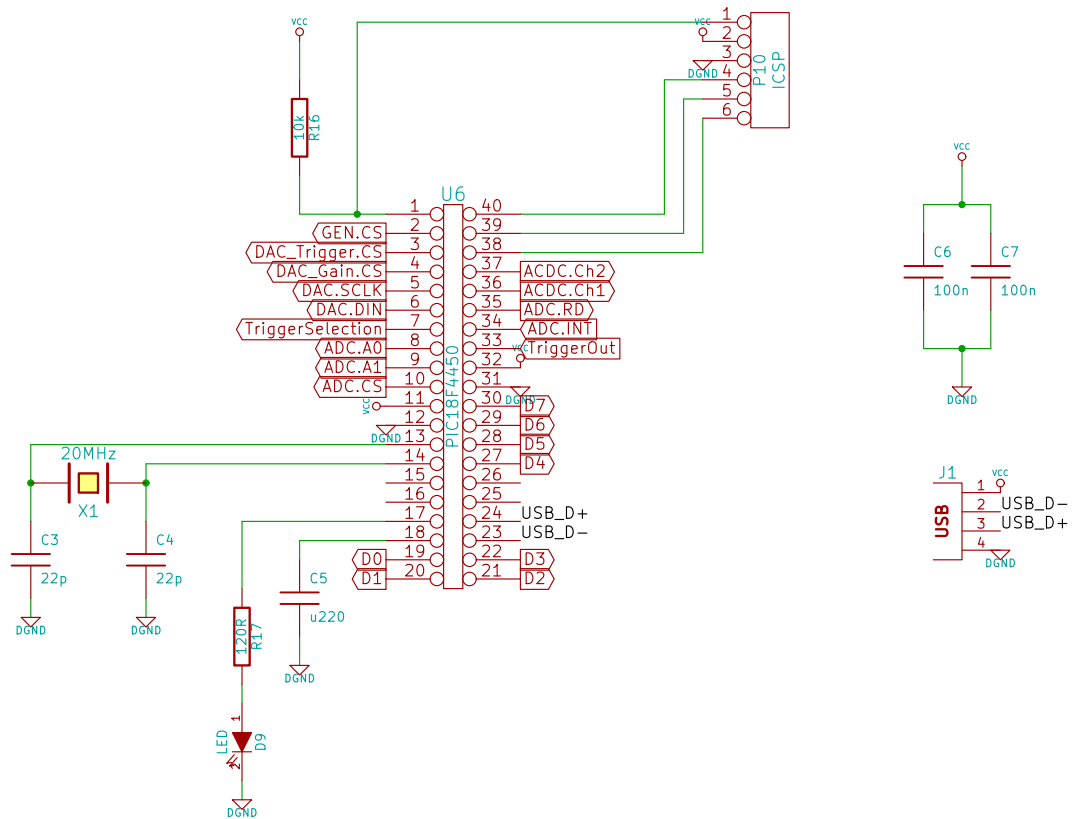 VCC
10k
R16
VCC
1
2
3
4
5
6
DGND
P10
ICSP
U6
PIC18F4450
1
2
3
4
5
6
7
8
9
10
11
12
13
14
15
16
17
18
19
20
GEN.CS
DAC_Trigger.CS
DAC_Gain.CS
DAC.SCLK
DAC.DIN
TriggerSelection
ADC.A0
ADC.A1
ADC.CS
VCC
DGND
D0
D1
40
39
38
37
36
35
34
33
32
31
30
29
28
27
26
25
24
23
22
21
ACDC.Ch2
ACDC.Ch1
ADC.RD
ADC.INT
TriggerOut
VCC
DGND
D7
D6
D5
D4
USB_D+
USB_D-
D3
D2
20MHz
X1
C3
22p
DGND
C4
22p
DGND
C5
u220
DGND
120R
R17
1
LED
D9
2
DGND
VCC
C6
100n
C7
100n
DGND
J1
USB
1
2
3
4
VCC
USB_D-
USB_D+
DGND